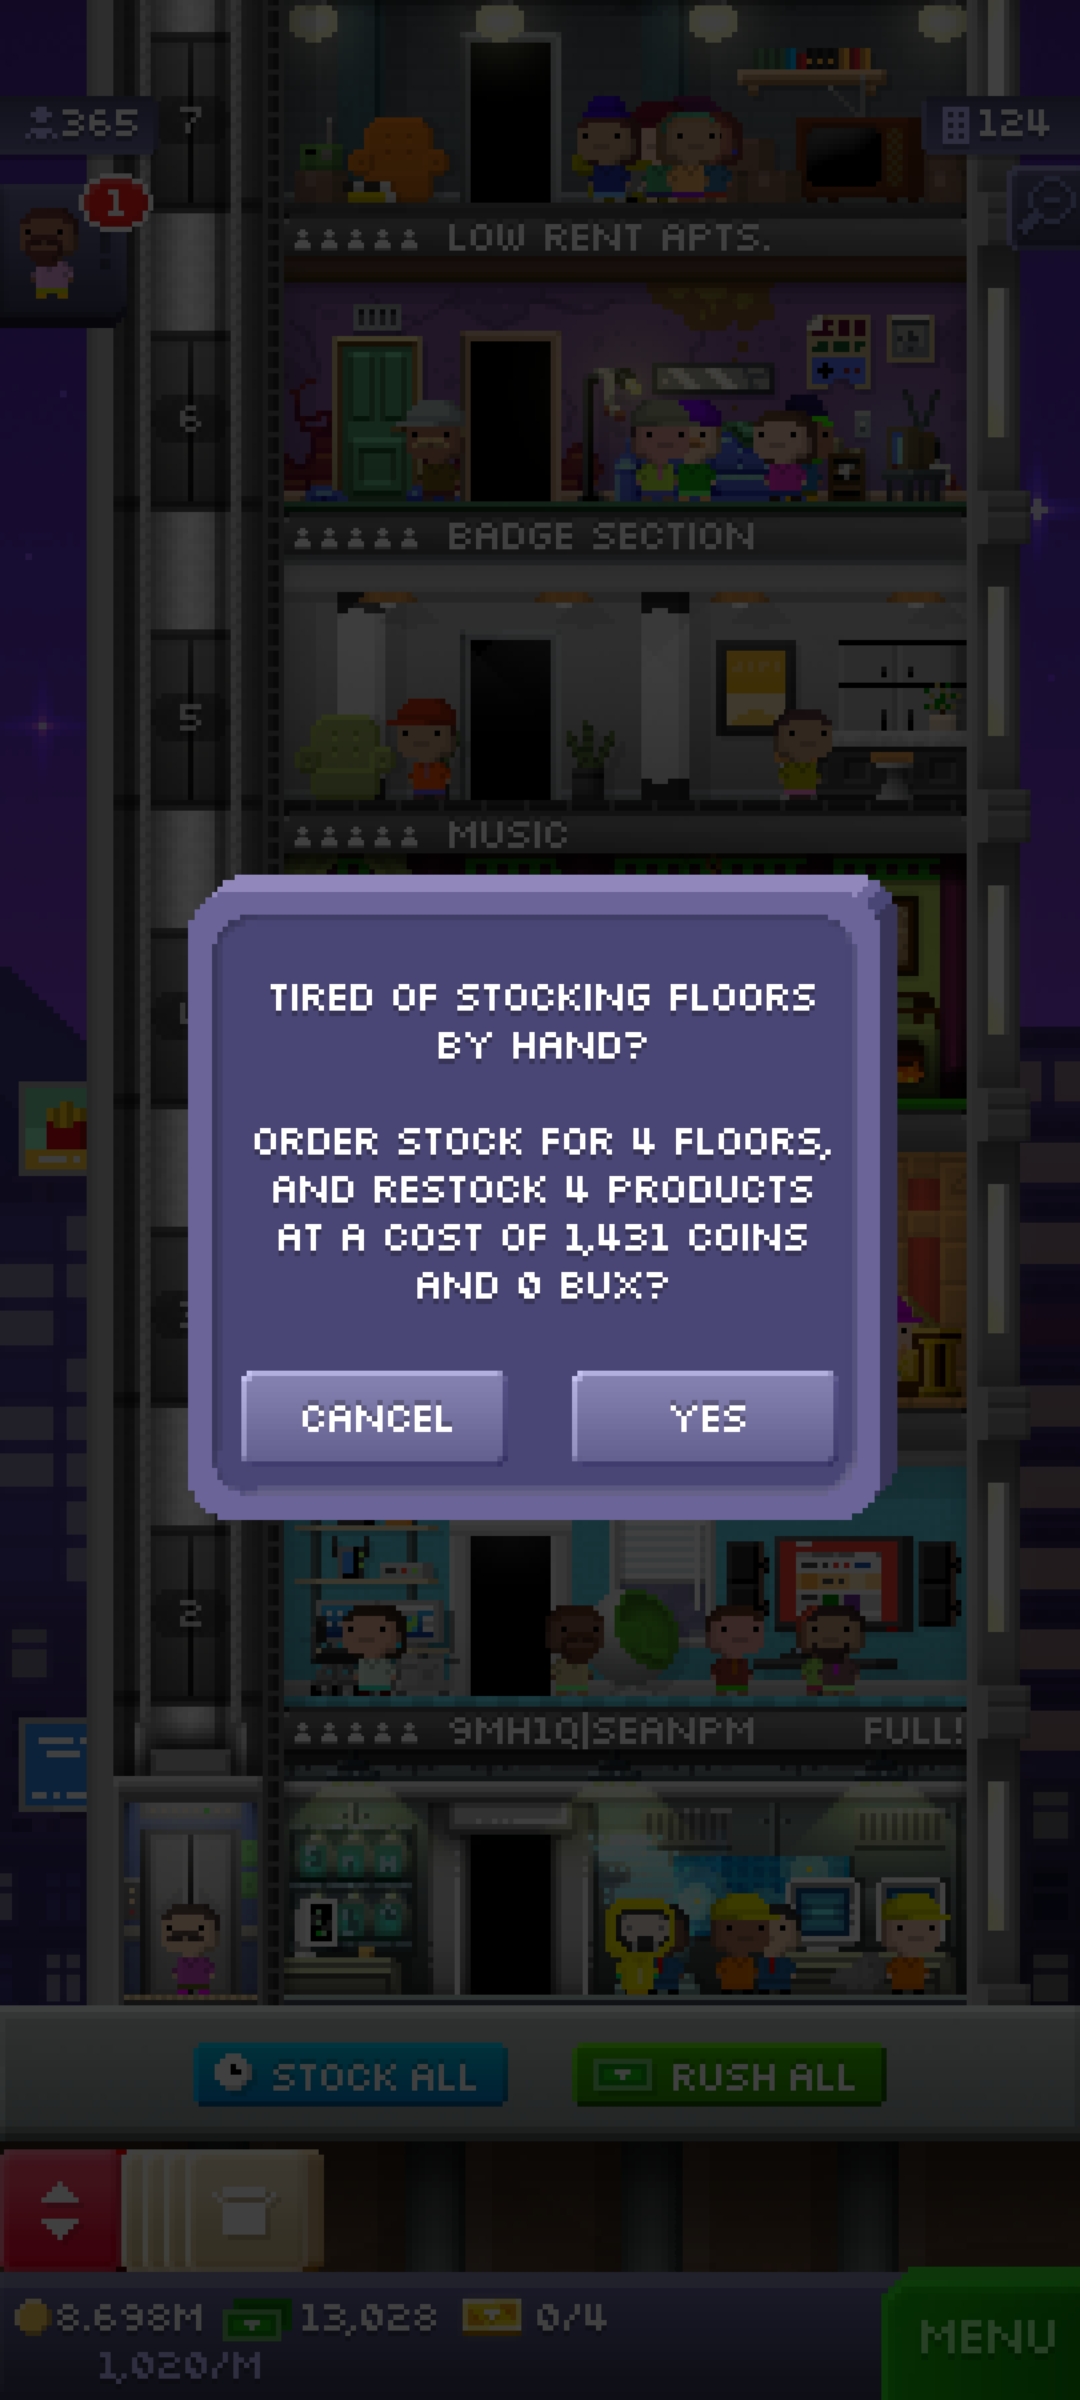 365
7
124
1
LOW RENT APTS.
6
BADGE SECTION
5
MUSIC
TIRED OF STOCKING FLOORS
BY HAND?
ORDER STOCK FOR 4 FLOORS,
AND RESTOCK 4 PRODUCTS
AT A COST OF 1,431 COINS
AND 0 BUX?
CANCEL
YES
2
9MH1Q|SEANPM
FULL!
STOCK ALL
RUSH ALL
8.698M
13,028
0/4
1,020/M
MENU